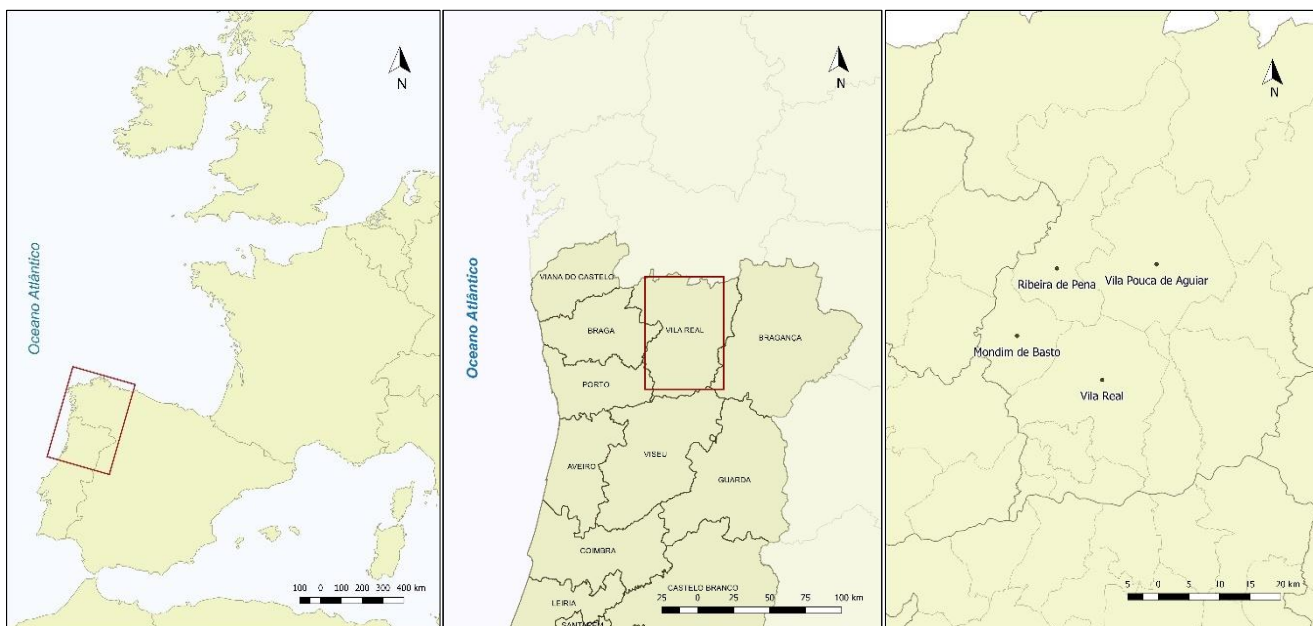 N
Oceano Atlântico
100 0 100 200 300 400 km
N
Oceano Atlântico
VIANA DO CASTELO
BRAGA
VILA REAL
BRAGANÇA
PORTO
AVEIRO
VISEU
GUARDA
COIMBRA
CASTELO BRANCO
LEIRIA
SANTARÉM
25 0 25 50 75 100 km
N
Ribeira de Pena
Vila Pouca de Aguiar
Mondim de Basto
Vila Real
5 0 5 10 15 20 km